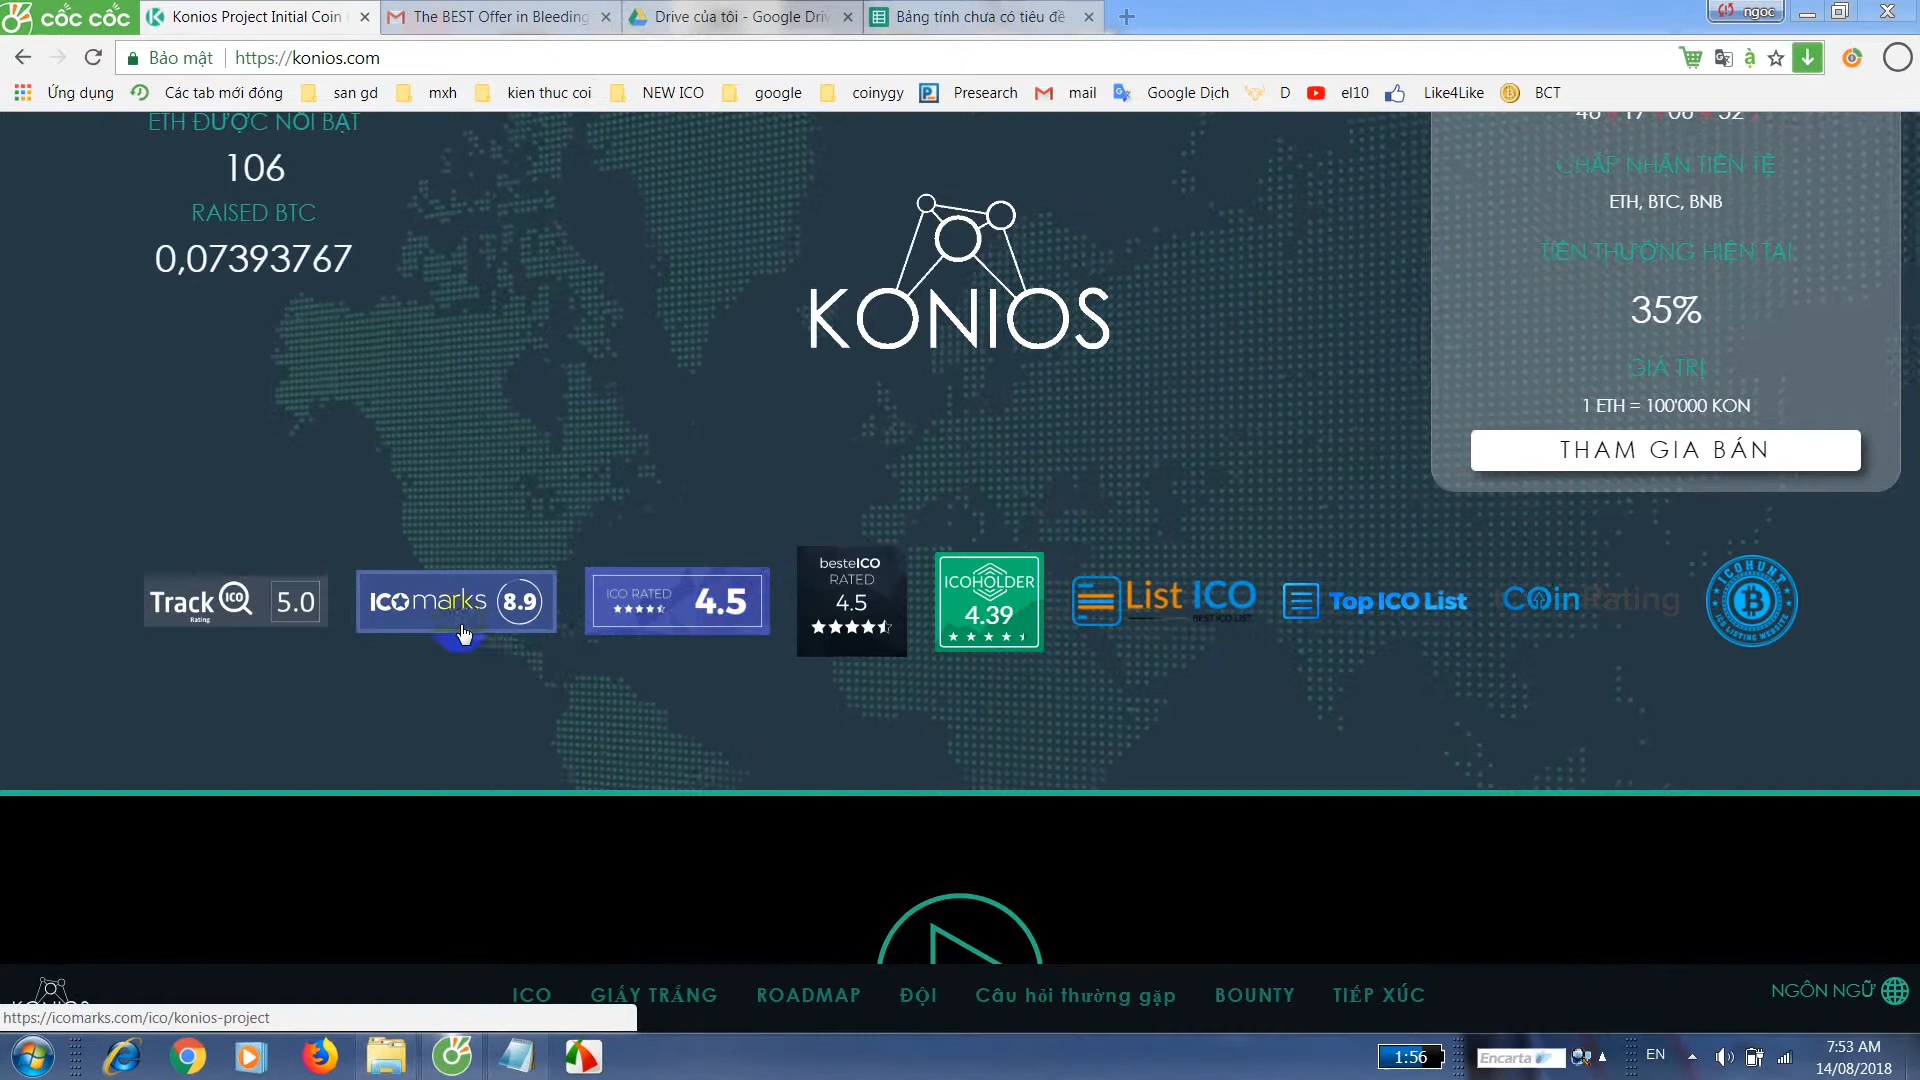 cốc cốc
Konios Project Initial Coin
The BEST Offer in Bleeding
Drive của tôi - Google Driv
Bảng tính chưa có tiêu đề
ngoc
Bảo mật
https://konios.com
Ứng dụng
Các tab mới đóng
san gd
mxh
kien thuc coi
NEW ICO
google
coinygy
Presearch
mail
Google Dịch
D
el10
Like4Like
BCT
ETH ĐƯỢC NỔI BẬT
106
RAISED BTC
0,07393767
KONIOS
CHẤP NHẬN TIỀN TỆ
ETH, BTC, BNB
TIỀN THƯỞNG HIỆN TẠI
35%
GIÁ TRỊ
1 ETH = 100'000 KON
THAM GIA BÁN
Track ICO
Rating
5.0
ICOmarks 8.9
ICO RATED
4.5
besteICO
RATED
4.5
ICOHOLDER
4.39
List ICO
BEST ICO LIST
Top ICO List
COin Rating
ICOHUNT
ICO LISTING WEBSITE
ICO
GIẤY TRẮNG
ROADMAP
ĐỘI
Câu hỏi thường gặp
BOUNTY
TIẾP XÚC
NGÔN NGỮ
https://icomarks.com/ico/konios-project
1:56
Encarta
EN
7:53 AM
14/08/2018